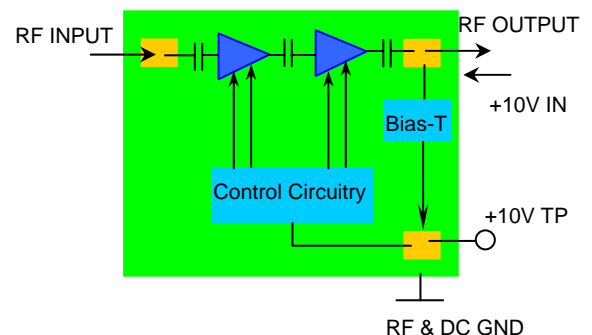 RF INPUT
RF OUTPUT
+10V IN
Bias-T
Control Circuitry
+10V TP
RF & DC GND